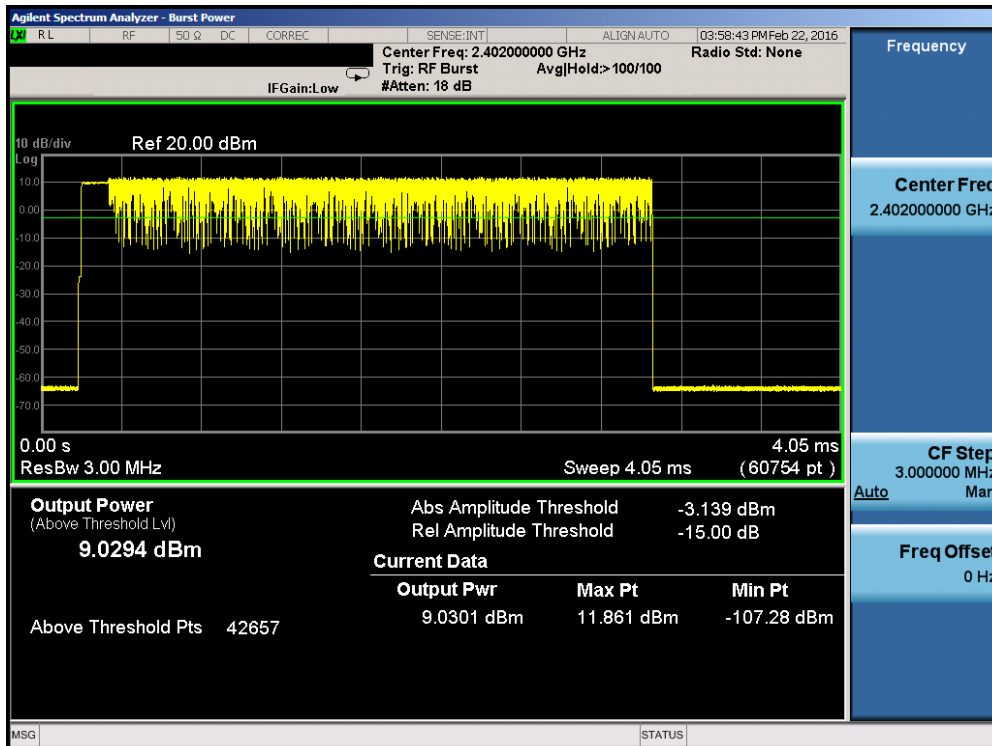 Agilent Spectrum Analyzer - Burst Power
LXI RL RF 50 Ω DC CORREC SENSE:INT ALIGN AUTO 03:58:43 PM Feb 22, 2016
Center Freq: 2.402000000 GHz Radio Std: None
Trig: RF Burst Avg|Hold:> 100/100
IFGain:Low #Atten: 18 dB
Frequency
10 dB/div Ref 20.00 dBm
Log
10.0
0.00
-10.0
-20.0
-30.0
-40.0
-50.0
-60.0
-70.0
0.00 s 4.05 ms
ResBw 3.00 MHz Sweep 4.05 ms (60754 pt)
Center Freq
2.402000000 GHz
CF Step
3.000000 MHz
Auto Man
Freq Offset
0 Hz
Output Power
(Above Threshold Lvl)
9.0294 dBm
Above Threshold Pts 42657
Abs Amplitude Threshold -3.139 dBm
Rel Amplitude Threshold -15.00 dB
Current Data
Output Pwr Max Pt Min Pt
9.0301 dBm 11.861 dBm -107.28 dBm
MSG STATUS